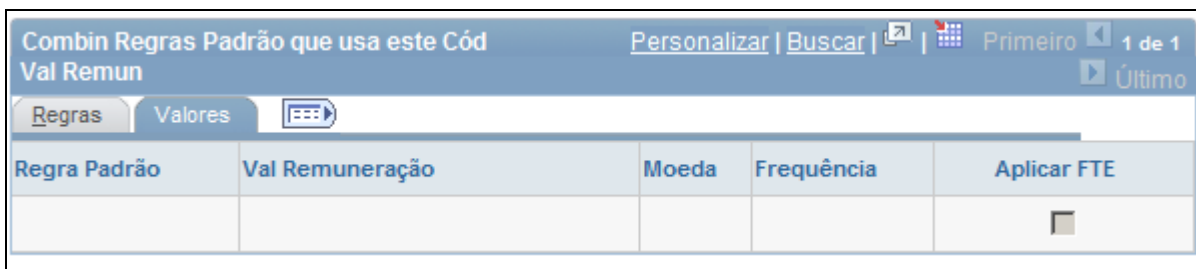 Combin Regras Padrão que usa este Cód Personalizar | Buscar | | Primeiro 1 de 1
Val Remun Último
Regras Valores
Regra Padrão Val Remuneração Moeda Frequência Aplicar FTE